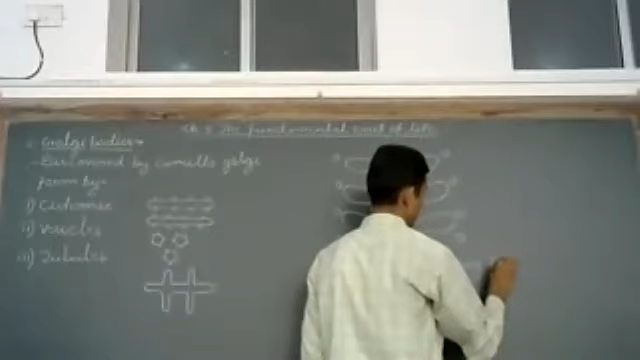 Ch 5 The fundamental unit of life
Golgi bodies
Discovered by camillo golgi
form by-
i) Cisternae
ii) Vesicles
iii) Tubules